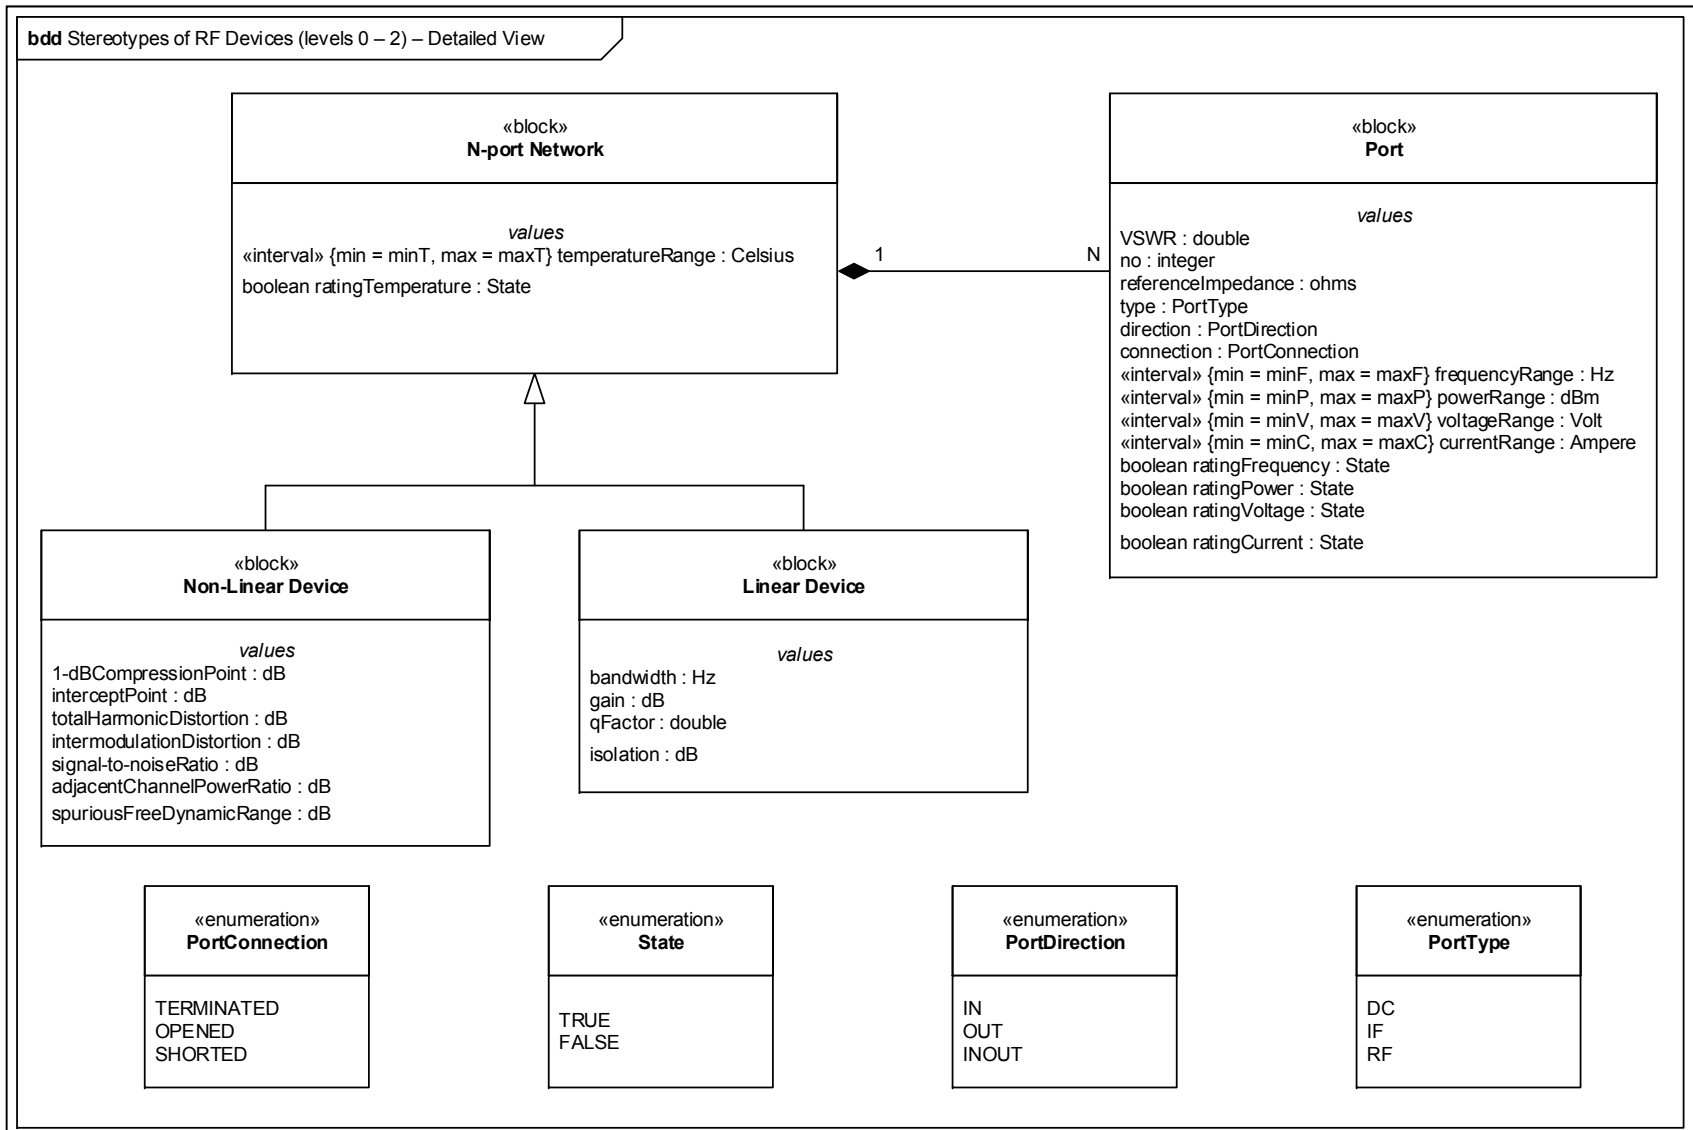 bdd Stereotypes of RF Devices (levels 0 – 2) – Detailed View
«block»
N-port Network
values
«interval» {min = minT, max = maxT} temperatureRange : Celsius
boolean ratingTemperature : State
1
N
«block»
Port
values
VSWR : double
no : integer
referenceImpedance : ohms
type : PortType
direction : PortDirection
connection : PortConnection
«interval» {min = minF, max = maxF} frequencyRange : Hz
«interval» {min = minP, max = maxP} powerRange : dBm
«interval» {min = minV, max = maxV} voltageRange : Volt
«interval» {min = minC, max = maxC} currentRange : Ampere
boolean ratingFrequency : State
boolean ratingPower : State
boolean ratingVoltage : State
boolean ratingCurrent : State
«block»
Non-Linear Device
values
1-dBCompressionPoint : dB
interceptPoint : dB
totalHarmonicDistortion : dB
intermodulationDistortion : dB
signal-to-noiseRatio : dB
adjacentChannelPowerRatio : dB
spuriousFreeDynamicRange : dB
«block»
Linear Device
values
bandwidth : Hz
gain : dB
qFactor : double
isolation : dB
«enumeration»
PortConnection
TERMINATED
OPENED
SHORTED
«enumeration»
State
TRUE
FALSE
«enumeration»
PortDirection
IN
OUT
INOUT
«enumeration»
PortType
DC
IF
RF